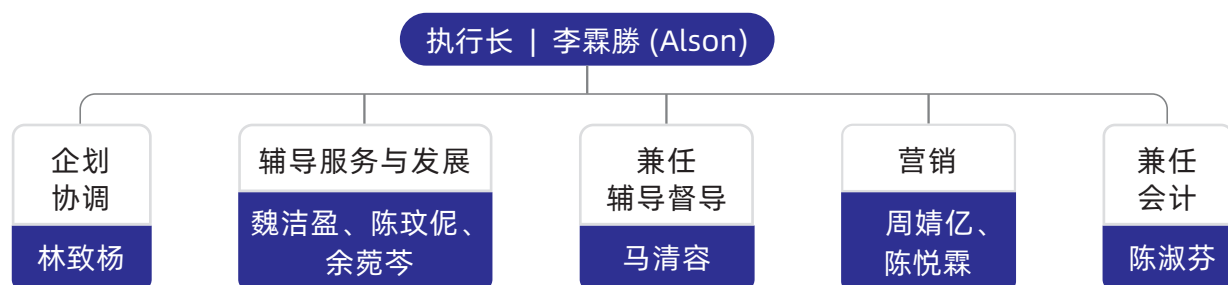 执行长 | 李霖勝 (Alson)
企划
协调
林致杨
辅导服务与发展
魏洁盈、陈玟伲、
余菀芩
兼任
辅导督导
马清容
营销
周婧亿、
陈悦霖
兼任
会计
陈淑芬